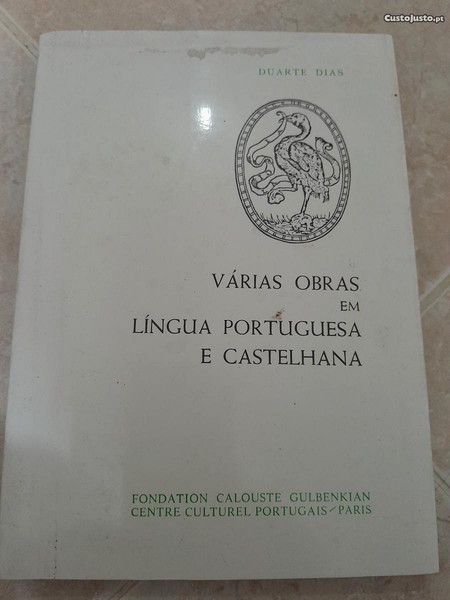 CustoJusto.pt
DUARTE DIAS
VÁRIAS OBRAS
EM
LÍNGUA PORTUGUESA
E CASTELHANA
FONDATION CALOUSTE GULBENKIAN
CENTRE CULTUREL PORTUGAIS / PARIS